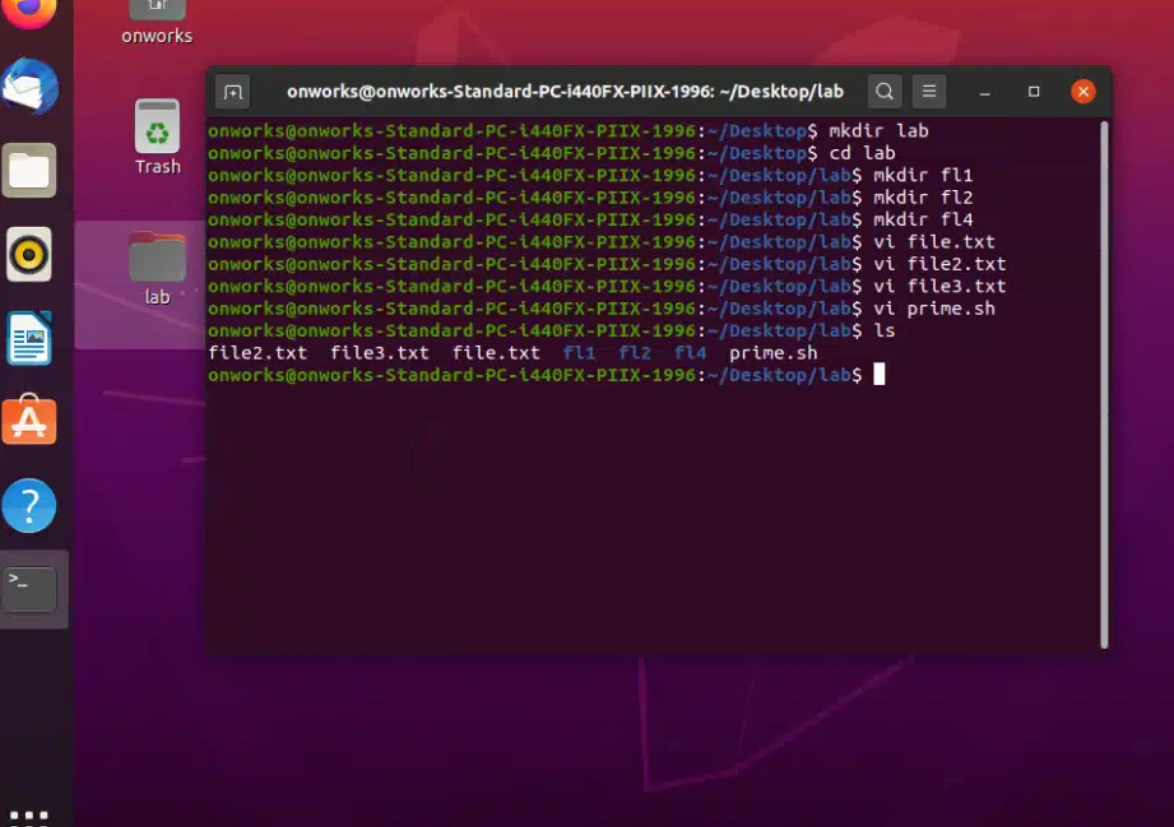 onworks
Trash
lab
onworks@onworks-Standard-PC-i440FX-PIIX-1996: ~/Desktop/lab
onworks@onworks-Standard-PC-i440FX-PIIX-1996:~/Desktop$ mkdir lab
onworks@onworks-Standard-PC-i440FX-PIIX-1996:~/Desktop$ cd lab
onworks@onworks-Standard-PC-i440FX-PIIX-1996:~/Desktop/lab$ mkdir fl1
onworks@onworks-Standard-PC-i440FX-PIIX-1996:~/Desktop/lab$ mkdir fl2
onworks@onworks-Standard-PC-i440FX-PIIX-1996:~/Desktop/lab$ mkdir fl4
onworks@onworks-Standard-PC-i440FX-PIIX-1996:~/Desktop/lab$ vi file.txt
onworks@onworks-Standard-PC-i440FX-PIIX-1996:~/Desktop/lab$ vi file2.txt
onworks@onworks-Standard-PC-i440FX-PIIX-1996:~/Desktop/lab$ vi file3.txt
onworks@onworks-Standard-PC-i440FX-PIIX-1996:~/Desktop/lab$ vi prime.sh
onworks@onworks-Standard-PC-i440FX-PIIX-1996:~/Desktop/lab$ ls
file2.txt  file3.txt  file.txt  fl1  fl2  fl4  prime.sh
onworks@onworks-Standard-PC-i440FX-PIIX-1996:~/Desktop/lab$